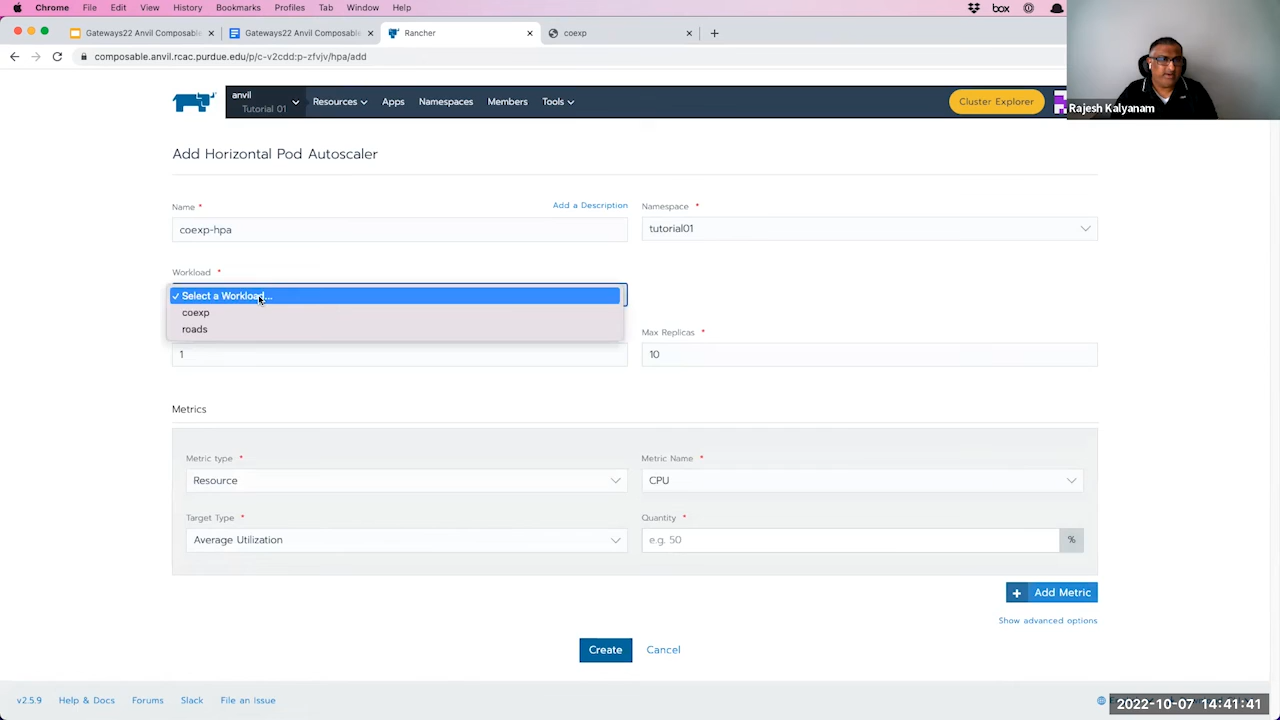 Chrome File Edit View History Bookmarks Profiles Tab Window Help
box
Gateways22 Anvil Composable
Gateways22 Anvil Composable
Rancher
coexp
composable.anvil.rcac.purdue.edu/p/c-v2cdd:p-zfvjv/hpa/add
anvil
Tutorial 01
Resources
Apps
Namespaces
Members
Tools
Cluster Explorer
Rajesh Kalyanam
Add Horizontal Pod Autoscaler
Name *
Add a Description
Namespace *
coexp-hpa
tutorial01
Workload *
✓ Select a Workload...
coexp
roads
Max Replicas *
1
10
Metrics
Metric type *
Metric Name *
Resource
CPU
Target Type *
Quantity *
Average Utilization
e.g. 50
%
+ Add Metric
Show advanced options
Create
Cancel
v2.5.9
Help & Docs
Forums
Slack
File an Issue
2022-10-07 14:41:41